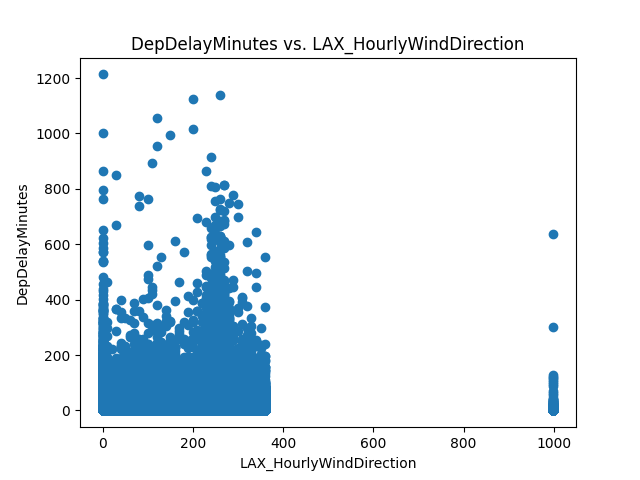 DepDelayMinutes vs. LAX_HourlyWindDirection
1200
1000
800
600
400
200
0
DepDelayMinutes
0 200 400 600 800 1000
LAX_HourlyWindDirection